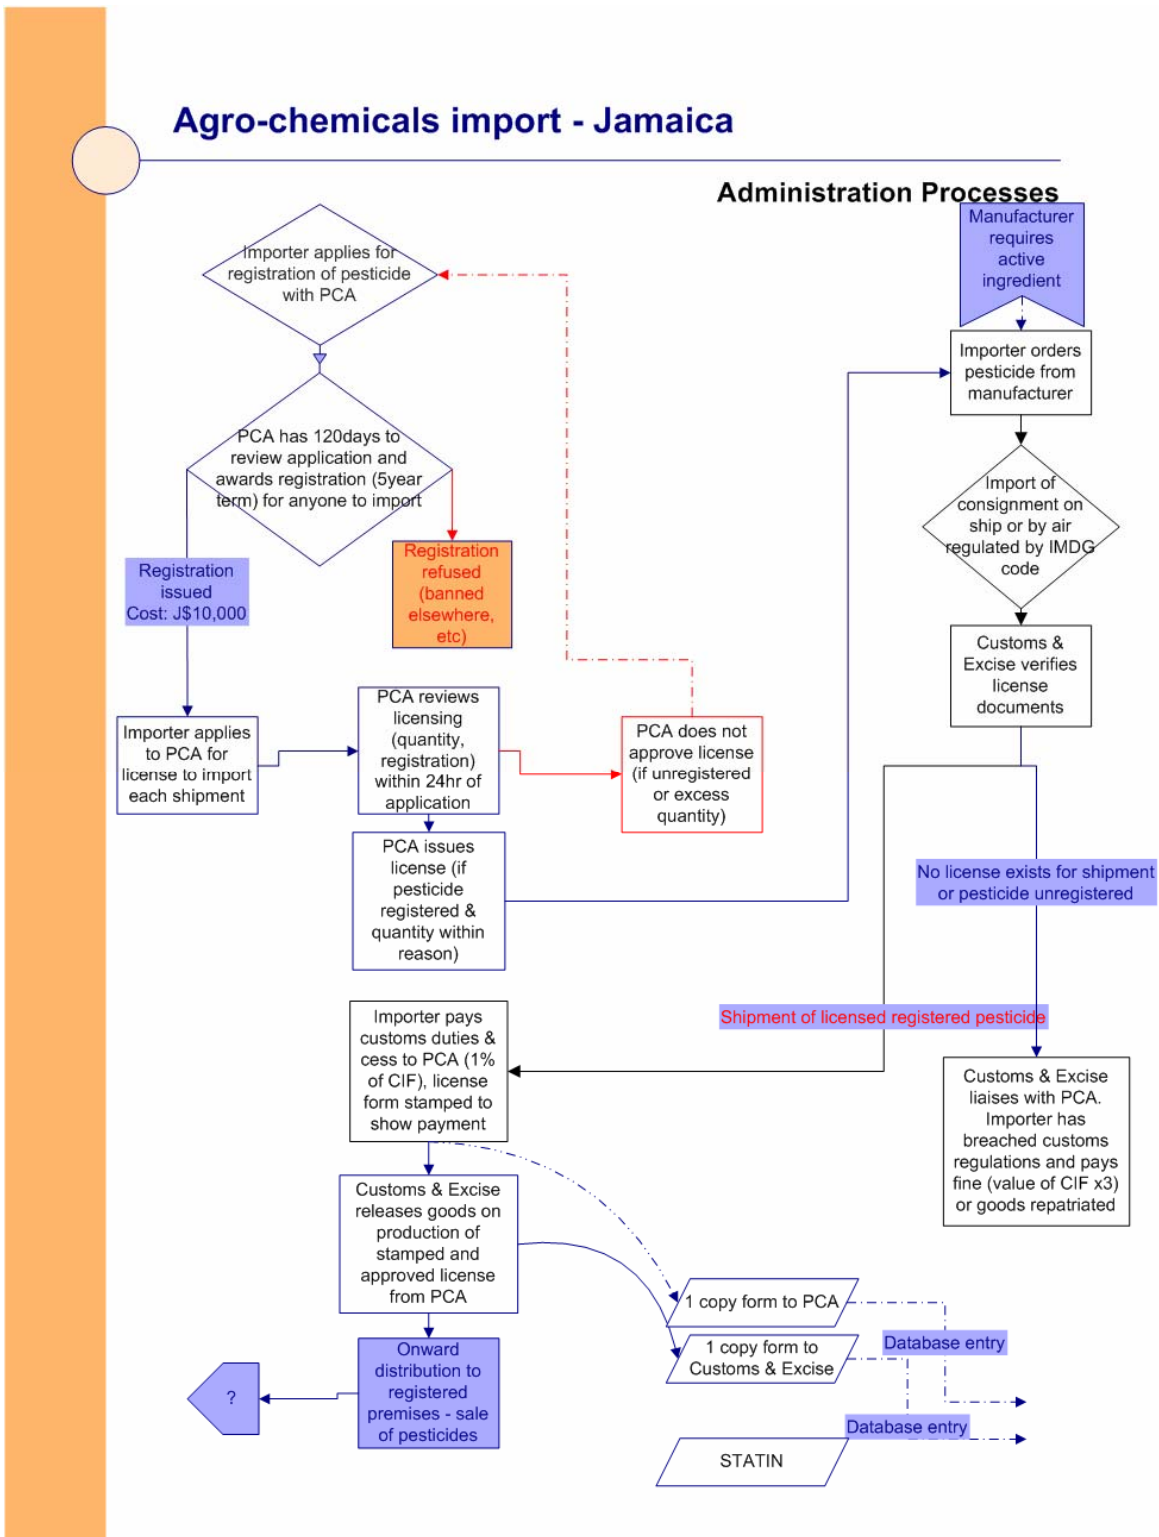 Agro-chemicals import - Jamaica
Administration Processes
Importer applies for
registration of pesticide
with PCA
Manufacturer
requires
active
ingredient
Importer orders
pesticide from
manufacturer
PCA has 120days to
review application and
awards registration (5year
term) for anyone to import
Import of
consignment on
ship or by air
regulated by IMDG
code
Registration
issued
Cost: J$10,000
Registration
refused
(banned
elsewhere,
etc)
Customs &
Excise verifies
license
documents
Importer applies
to PCA for
license to import
each shipment
PCA reviews
licensing
(quantity,
registration)
within 24hr of
application
PCA does not
approve license
(if unregistered
or excess
quantity)
PCA issues
license (if
pesticide
registered &
quantity within
reason)
No license exists for shipment
or pesticide unregistered
Shipment of licensed registered pesticide
Importer pays
customs duties &
cess to PCA (1%
of CIF), license
form stamped to
show payment
Customs & Excise
liaises with PCA.
Importer has
breached customs
regulations and pays
fine (value of CIF x3)
or goods repatriated
Customs & Excise
releases goods on
production of
stamped and
approved license
from PCA
1 copy form to PCA
Database entry
1 copy form to
Customs & Excise
Onward
distribution to
registered
premises - sale
of pesticides
?
Database entry
STATIN